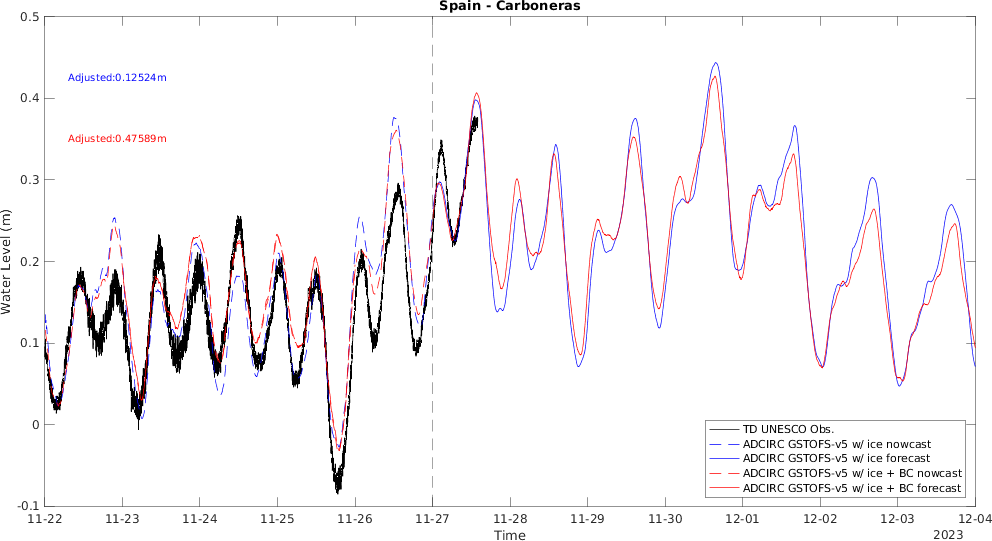 Spain - Carboneras
0.5
Adjusted:0.12524m
0.4
Adjusted:0.47589m
0.3
Water Level (m)
0.2
0.1
0
-0.1
TD UNESCO Obs.
ADCIRC GSTOFS-v5 w/ ice nowcast
ADCIRC GSTOFS-v5 w/ ice forecast
ADCIRC GSTOFS-v5 w/ ice + BC nowcast
ADCIRC GSTOFS-v5 w/ ice + BC forecast
11-22 11-23 11-24 11-25 11-26 11-27 11-28 11-29 11-30 12-01 12-02 12-03 12-04
Time
2023